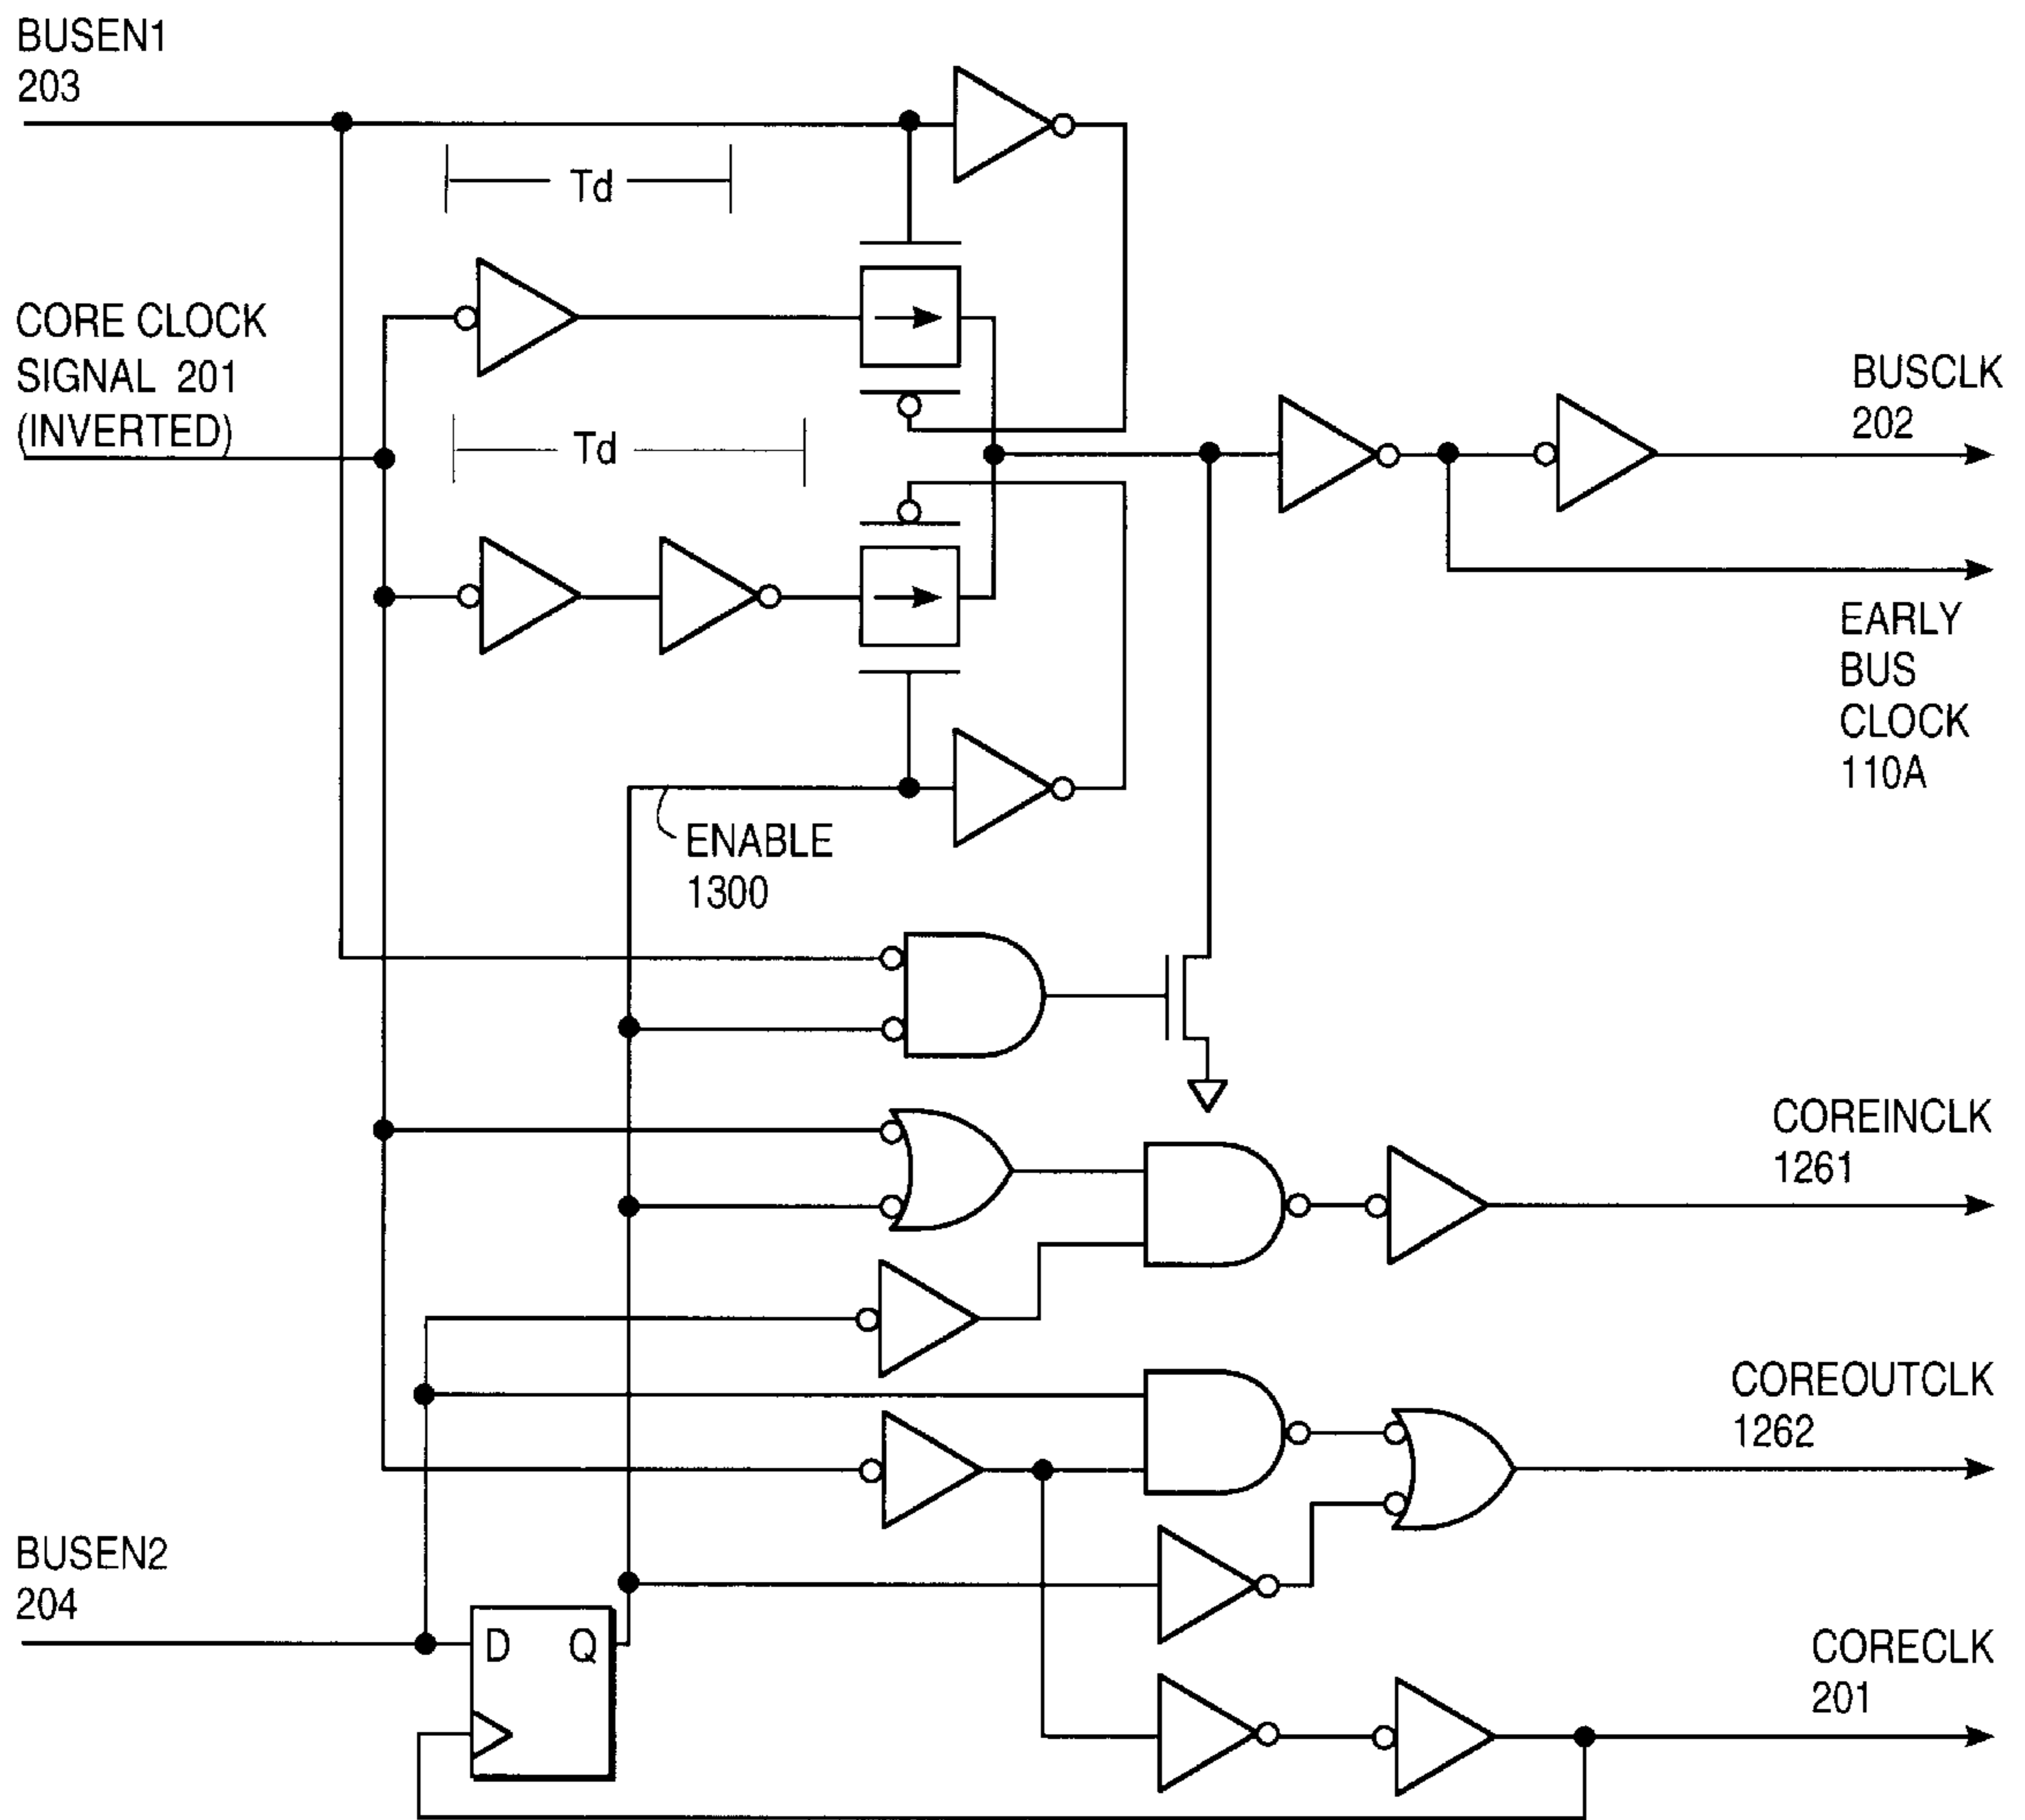 BUSEN1
203
Td
CORE CLOCK
SIGNAL 201
(INVERTED)
Td
BUSCLK
202
EARLY
BUS
CLOCK
110A
ENABLE
1300
COREINCLK
1261
COREOUTCLK
1262
BUSEN2
204
D Q
CORECLK
201